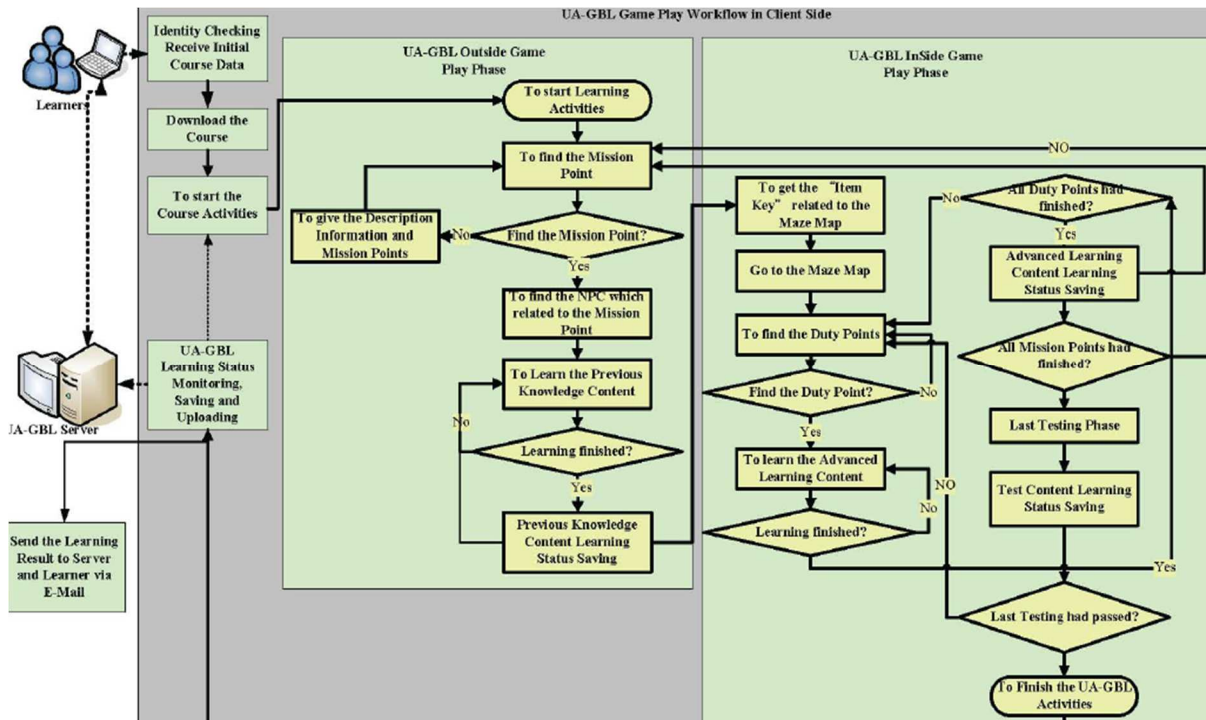 UA-GBL Game Play Workflow in Client Side
Learners
Identity Checking
Receive Initial
Course Data
Download the
Course
To start the
Course Activities
UA-GBL
Learning Status
Monitoring,
Saving and
Uploading
UA-GBL Server
Send the Learning
Result to Server
and Learner via
E-Mail
UA-GBL Outside Game
Play Phase
To start Learning
Activities
To find the Mission
Point
To give the Description
Information and
Mission Points
No
Find the Mission Point?
Yes
To find the NPC which
related to the Mission
Point
To Learn the Previous
Knowledge Content
No
Learning finished?
Yes
Previous Knowledge
Content Learning
Status Saving
UA-GBL InSide Game
Play Phase
NO
To get the “Item
Key” related to the
Maze Map
Go to the Maze Map
To find the Duty Points
Find the Duty Point?
No
Yes
To learn the Advanced
Learning Content
No
Learning finished?
Yes
No
All Duty Points had
finished?
Yes
Advanced Learning
Content Learning
Status Saving
All Mission Points had
finished?
Last Testing Phase
Test Content Learning
Status Saving
NO
Last Testing had passed?
To Finish the UA-GBL
Activities